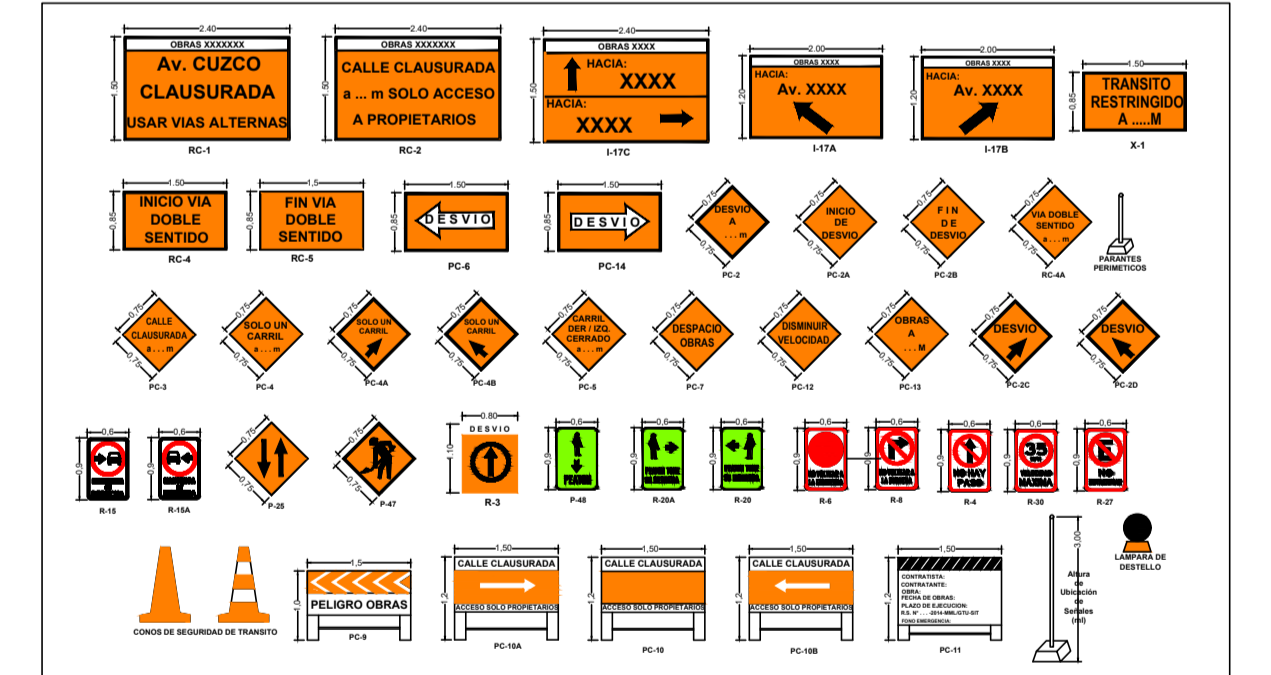 2.40
OBRAS XXXXXXX
1.50
Av. CUZCO
CLAUSURADA
USAR VIAS ALTERNAS
RC-1
2.40
OBRAS XXXXXXX
1.50
CALLE CLAUSURADA
a ... m SOLO ACCESO
A PROPIETARIOS
RC-2
2.40
OBRAS XXXX
1.50
HACIA:
XXXX
HACIA:
XXXX
I-17C
2.00
OBRAS XXXX
1.20
HACIA:
Av. XXXX
I-17A
2.00
OBRAS XXXX
1.20
HACIA:
Av. XXXX
I-17B
1.50
0,85
TRANSITO
RESTRINGIDO
A .....M
X-1
1.50
0,85
INICIO VIA
DOBLE
SENTIDO
RC-4
1,5
0,85
FIN VIA
DOBLE
SENTIDO
RC-5
1.50
0,85
DESVIO
PC-6
1.50
0,85
DESVIO
PC-14
0,75
DESVIO
A
... m
0,75
PC-2
0,75
INICIO
DE
DESVIO
0,75
PC-2A
0,75
FIN
DE
DESVIO
0,75
PC-2B
0,75
VIA DOBLE
SENTIDO
a ... m
0,75
RC-4A
PARANTES
PERIMETICOS
0,75
CALLE
CLAUSURADA
a ... m
0,75
PC-3
0,75
SOLO UN
CARRIL
a ... m
0,75
PC-4
0,75
SOLO UN
CARRIL
0,75
PC-4A
0,75
SOLO UN
CARRIL
0,75
PC-4B
0,75
CARRIL
DER / IZQ.
CERRADO
a ... m
0,75
PC-5
0,75
DESPACIO
OBRAS
0,75
PC-7
0,75
DISMINUIR
VELOCIDAD
0,75
PC-12
0,75
OBRAS
A
... M
0,75
PC-13
0,75
DESVIO
0,75
PC-2C
0,75
DESVIO
0,75
PC-2D
0,6
0,9
R-15
0,6
0,9
R-15A
0,75
0,75
P-25
0,75
0,75
P-47
0.80
DESVIO
1.10
R-3
0,6
0,9
P-48
0,6
0,9
R-20A
0,6
0,9
R-20
0,6
0,9
R-6
0,6
0,9
R-8
0,6
0,9
NO HAY
PASO
R-4
0,6
0,9
35
MAXIMA
R-30
0,6
0,9
E
NO
R-27
CONOS DE SEGURIDAD DE TRANSITO
1,5
1,0
PELIGRO OBRAS
PC-9
1,50
1,2
CALLE CLAUSURADA
ACCESO SOLO PROPIETARIOS
PC-10A
1,50
1,2
CALLE CLAUSURADA
ACCESO SOLO PROPIETARIOS
PC-10
1,50
1,2
CALLE CLAUSURADA
ACCESO SOLO PROPIETARIOS
PC-10B
1,50
1,2
CONTRATISTA:
CONTRATANTE:
OBRA:
FECHA DE OBRAS:
PLAZO DE EJECUCION:
R.S. N° . . . -2014-MML/GTU-SIT
FONO EMERGENCIA:
PC-11
3,00
Altura
de
Ubicación
de
Señales
(ml)
LAMPARA DE
DESTELLO